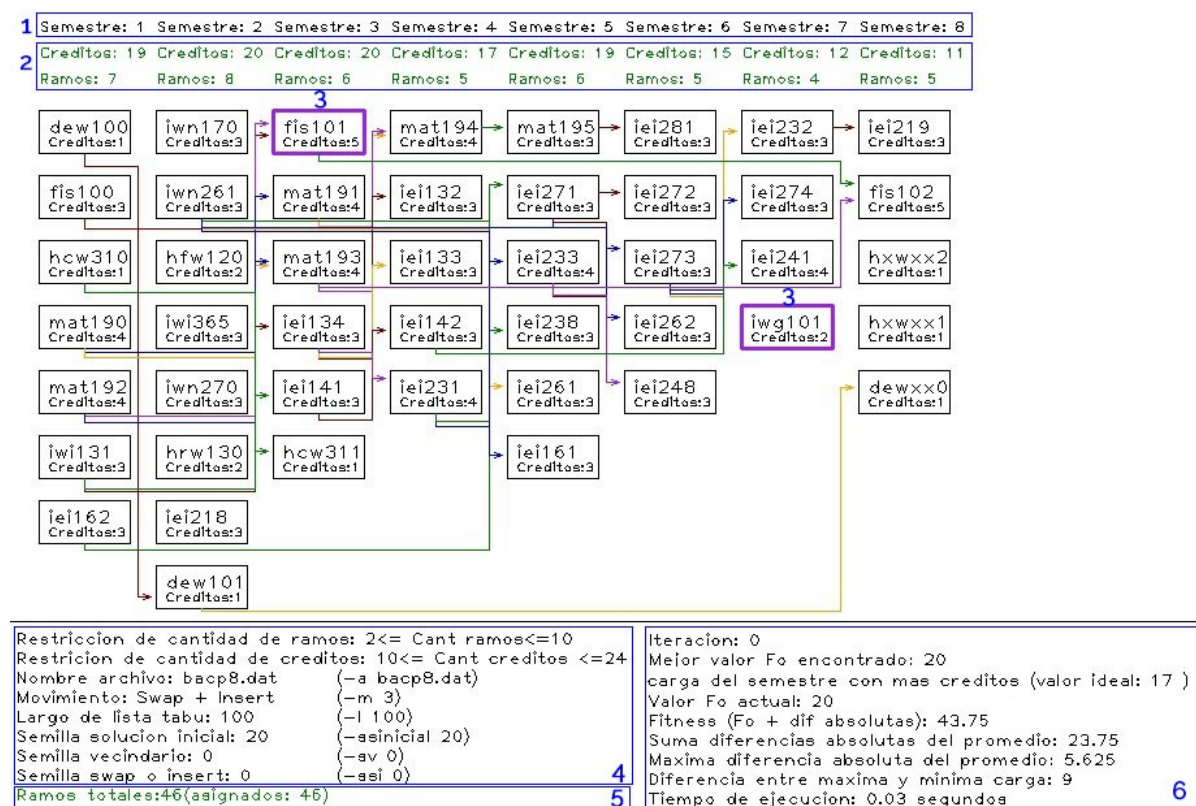 1 Semestre: 1 Semestre: 2 Semestre: 3 Semestre: 4 Semestre: 5 Semestre: 6 Semestre: 7 Semestre: 8
2 Creditos: 19 Creditos: 20 Creditos: 20 Creditos: 17 Creditos: 19 Creditos: 15 Creditos: 12 Creditos: 11
Ramos: 7 Ramos: 8 Ramos: 6 Ramos: 5 Ramos: 6 Ramos: 5 Ramos: 4 Ramos: 5
3
dew100 iwn170 fis101 mat194 mat195 iei281 iei232 iei219
Creditos:1 Creditos:3 Creditos:5 Creditos:4 Creditos:3 Creditos:3 Creditos:3 Creditos:3
fis100 iwn261 mat191 iei132 iei271 iei272 iei274 fis102
Creditos:3 Creditos:3 Creditos:4 Creditos:3 Creditos:3 Creditos:3 Creditos:3 Creditos:5
hcw310 hfw120 mat193 iei133 iei233 iei273 iei241 hxwxx2
Creditos:1 Creditos:2 Creditos:4 Creditos:3 Creditos:4 Creditos:3 Creditos:4 Creditos:1
3
mat190 iwi365 iei134 iei142 iei238 iei262 iwg101 hxwxx1
Creditos:4 Creditos:3 Creditos:3 Creditos:3 Creditos:3 Creditos:3 Creditos:2 Creditos:1
mat192 iwn270 iei141 iei231 iei261 iei248 dewxx0
Creditos:4 Creditos:3 Creditos:3 Creditos:4 Creditos:3 Creditos:3 Creditos:1
iwi131 hrw130 hcw311 iei161
Creditos:3 Creditos:2 Creditos:1 Creditos:3
iei162 iei218
Creditos:3 Creditos:3
dew101
Creditos:1
Restriccion de cantidad de ramos: 2<= Cant ramos<=10
Restricion de cantidad de creditos: 10<= Cant creditos <=24
Nombre archivo: bacp8.dat (-a bacp8.dat)
Movimiento: Swap + Insert (-m 3)
Largo de lista tabu: 100 (-l 100)
Semilla solucion inicial: 20 (-asinicial 20)
Semilla vecindario: 0 (-av 0)
Semilla swap o insert: 0 (-asi 0) 4
Ramos totales:46(asignados: 46) 5
Iteracion: 0
Mejor valor Fo encontrado: 20
carga del semestre con mas creditos (valor ideal: 17 )
Valor Fo actual: 20
Fitness (Fo + dif absolutas): 43.75
Suma diferencias absolutas del promedio: 23.75
Maxima diferencia absoluta del promedio: 5.625
Diferencia entre maxima y minima carga: 9
Tiempo de ejecucion: 0.03 segundos 6